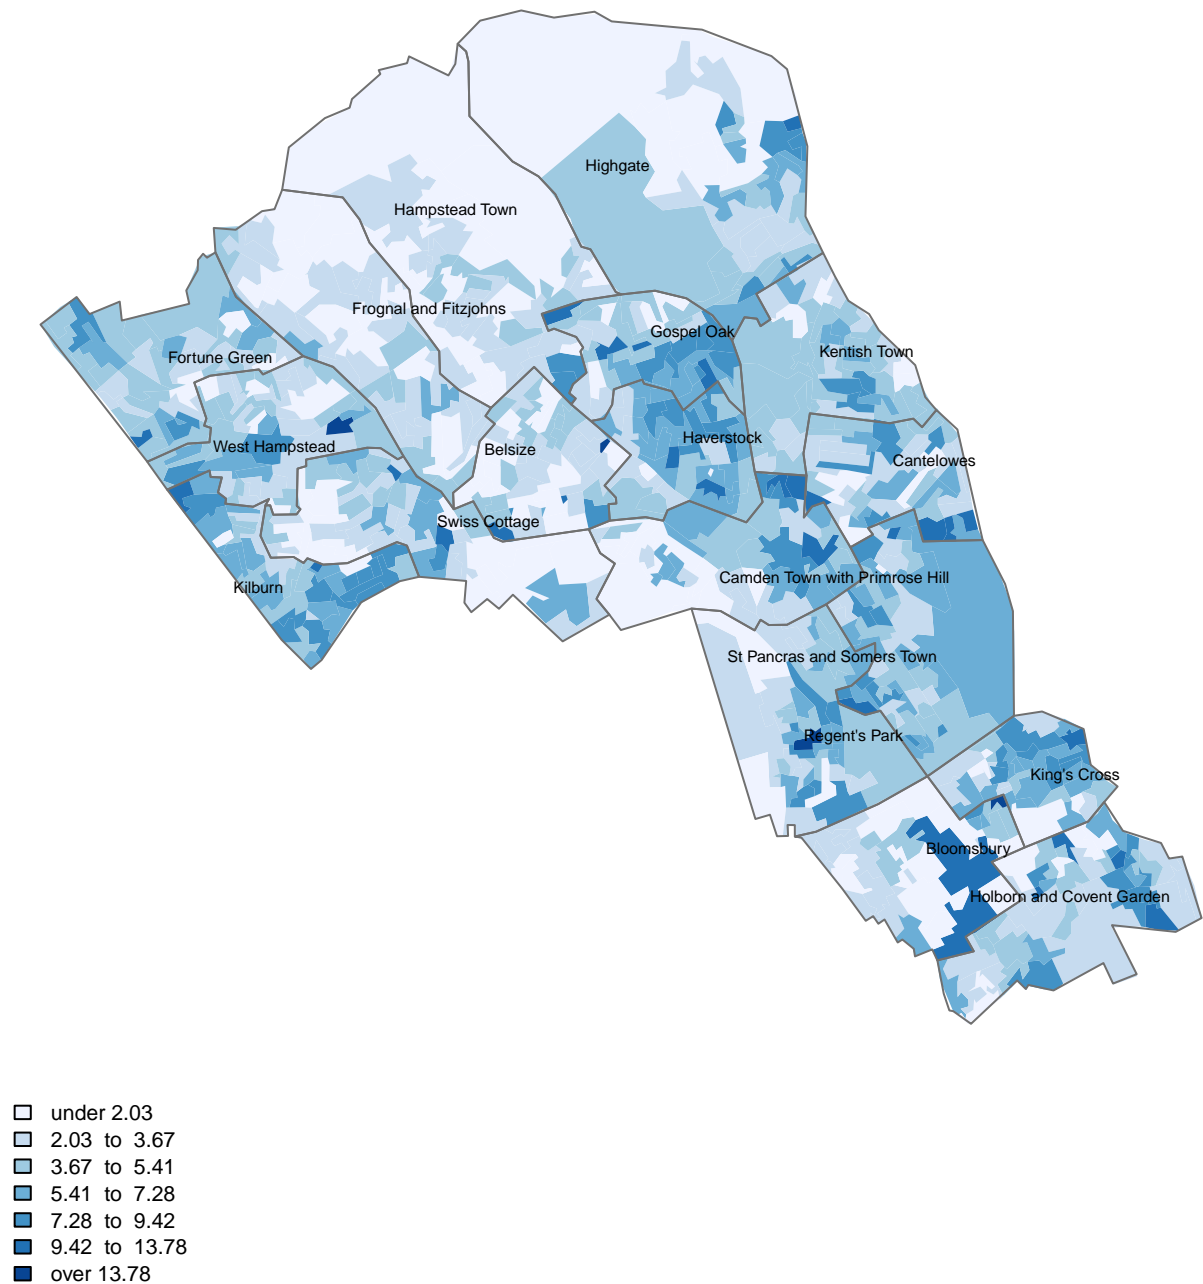 Highgate
Hampstead Town
Frognal and Fitzjohns
Gospel Oak
Kentish Town
Fortune Green
Haverstock
West Hampstead
Belsize
Cantelowes
Swiss Cottage
Camden Town with Primrose Hill
Kilburn
St Pancras and Somers Town
Regent's Park
King's Cross
Bloomsbury
Holborn and Covent Garden
under 2.03
2.03 to 3.67
3.67 to 5.41
5.41 to 7.28
7.28 to 9.42
9.42 to 13.78
over 13.78